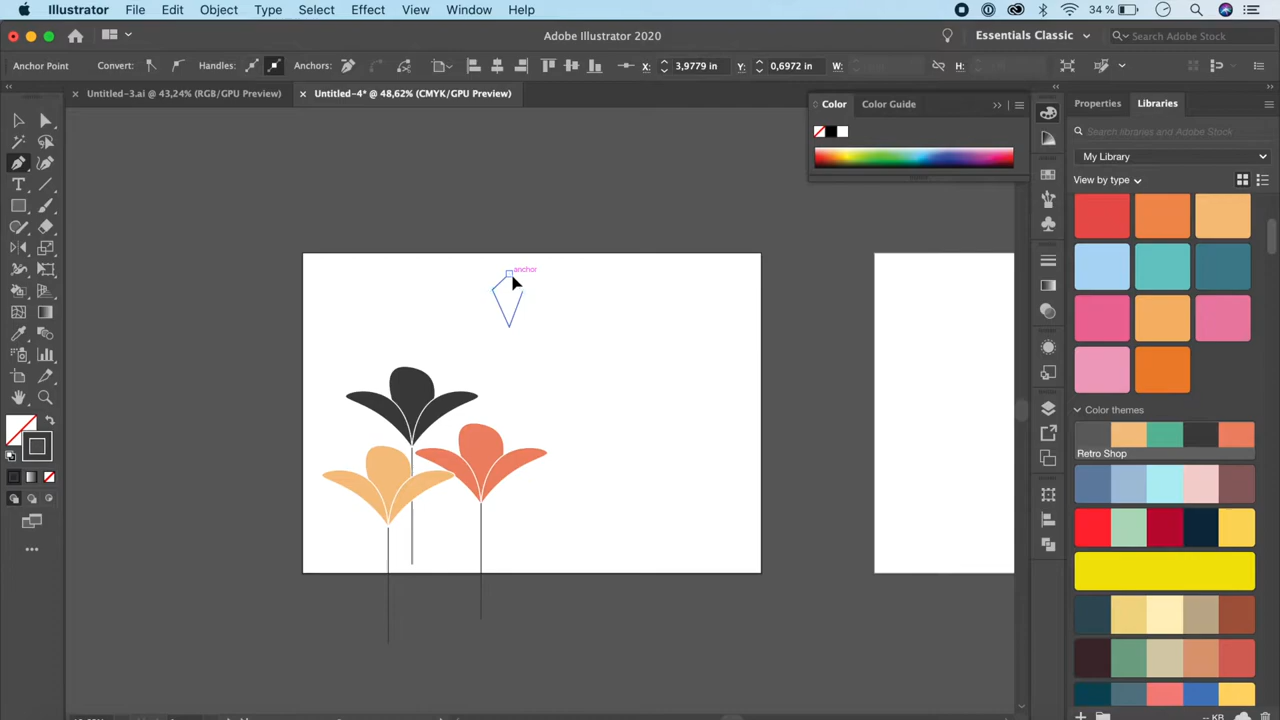 Illustrator File Edit Object Type Select Effect View Window Help 34 %
Adobe Illustrator 2020 Essentials Classic Search Adobe Stock
Anchor Point Convert: Handles: Anchors: X: 3,9779 in Y: 0,6972 in W: H:
× Untitled-3.ai @ 43,24% (RGB/GPU Preview) × Untitled-4* @ 48,62% (CMYK/GPU Preview)
Color Color Guide
Properties Libraries
Search libraries and Adobe Stock
My Library
View by type
anchor
Color themes
Retro Shop
-- KB